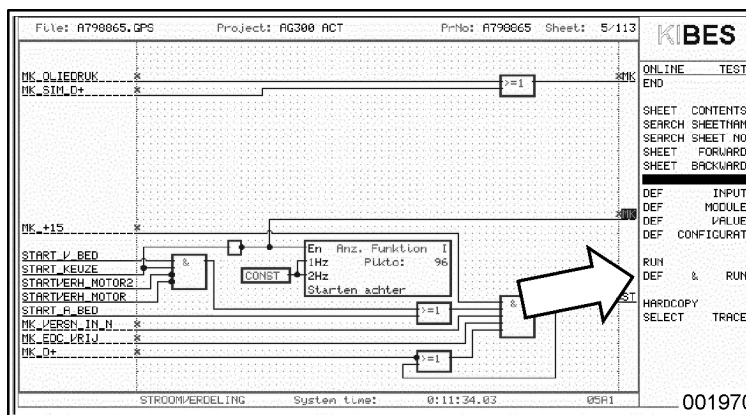 File: A798865.GPS Project: AG300 ACT PrNo: A798865 Sheet: 5/113
KIBES
MK_OLIEDRUK
MK_SIM_D+
>=1
MK
ONLINE TEST
END
SHEET CONTENTS
SEARCH SHEETNAM
SEARCH SHEET NO
SHEET FORWARD
SHEET BACKWARD
DEF INPUT
DEF MODULE
DEF VALUE
DEF CONFIGURAT
RUN
DEF & RUN
HARDCOPY
SELECT TRACE
MK
MK_+15
START_V_BED
START_KEUZE
STARTVERH_MOTOR2
STARTVERH_MOTOR
START_A_BED
MK_VERSN_IN_N
MK_EDC_VRIJ
MK_D+
&
CONST
En Anz. Funktion I
1Hz Pikto: 96
2Hz
Starten achter
>=1
&
ST
>=1
STROOMVERDELING System time: 0:11:34.03 05A1
001970